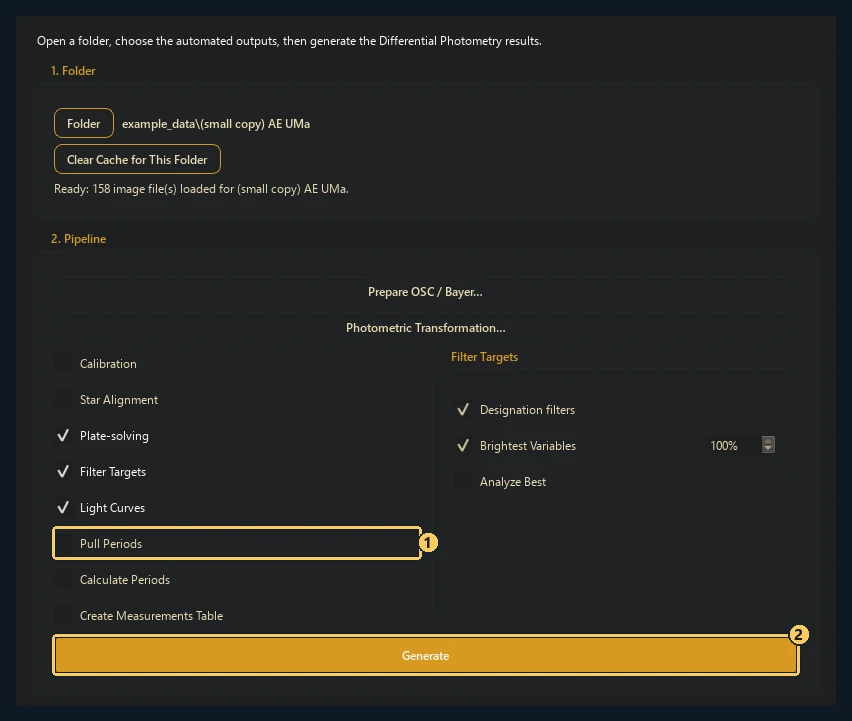 Open a folder, choose the automated outputs, then generate the Differential Photometry results.
1. Folder
Folder example_data\(small copy) AE UMa
Clear Cache for This Folder
Ready: 158 image file(s) loaded for (small copy) AE UMa.
2. Pipeline
Prepare OSC / Bayer...
Photometric Transformation...
Filter Targets
Calibration
Star Alignment
Plate-solving
Filter Targets
Light Curves
Pull Periods 1
Calculate Periods
Create Measurements Table
Designation filters
Brightest Variables 100%
Analyze Best
2
Generate